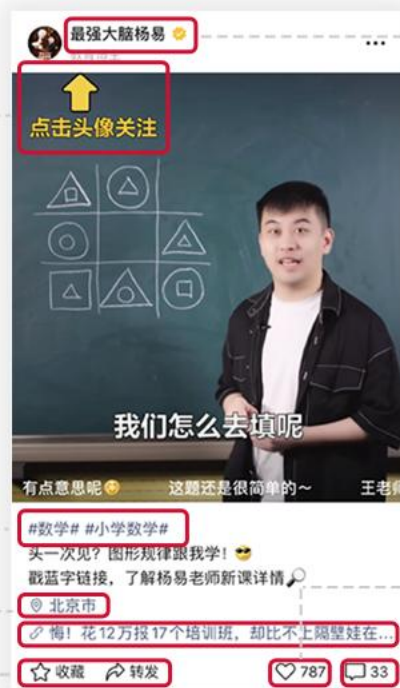 最强大脑杨易
点击头像关注
我们怎么去填呢
有点意思呢 这题还是很简单的～ 王老师
#数学# #小学数学#
头一次见？图形规律跟我学！
戳蓝字链接，了解杨易老师新课详情
北京市
悔！花12万报17个培训班，却比不上隔壁娃在...
收藏 转发 787 33